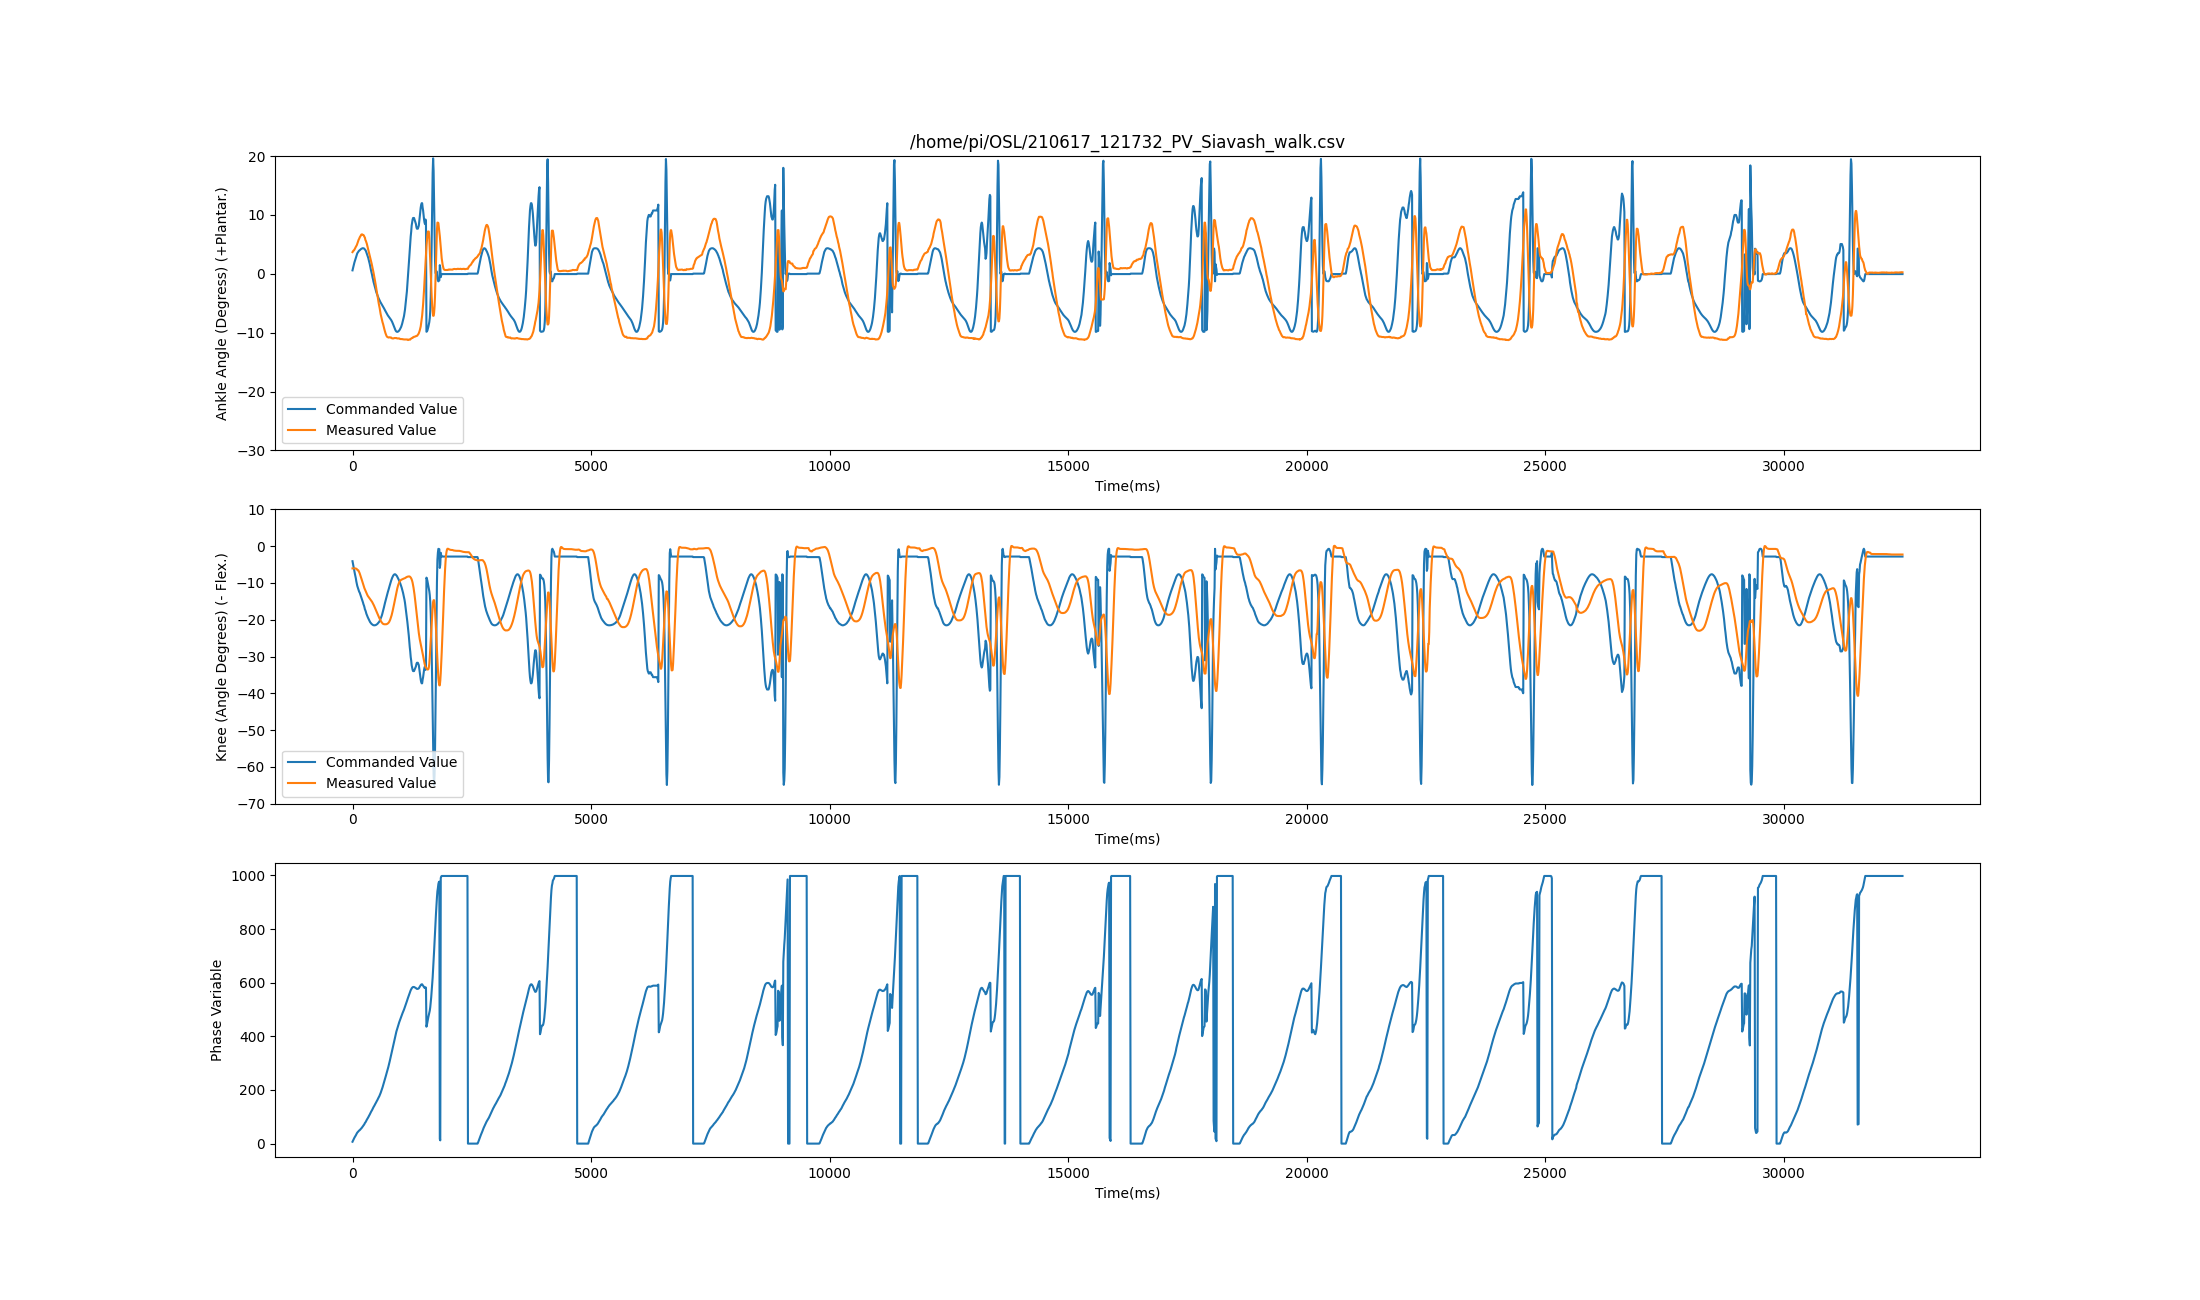 /home/pi/OSL/210617_121732_PV_Siavash_walk.csv
20
10
0
−10
−20
−30
Ankle Angle (Degress) (+Plantar.)
Commanded Value
Measured Value
0 5000 10000 15000 20000 25000 30000
Time(ms)
10
0
−10
−20
−30
−40
−50
−60
−70
Knee (Angle Degrees) (- Flex.)
Commanded Value
Measured Value
0 5000 10000 15000 20000 25000 30000
Time(ms)
1000
800
600
400
200
0
Phase Variable
0 5000 10000 15000 20000 25000 30000
Time(ms)